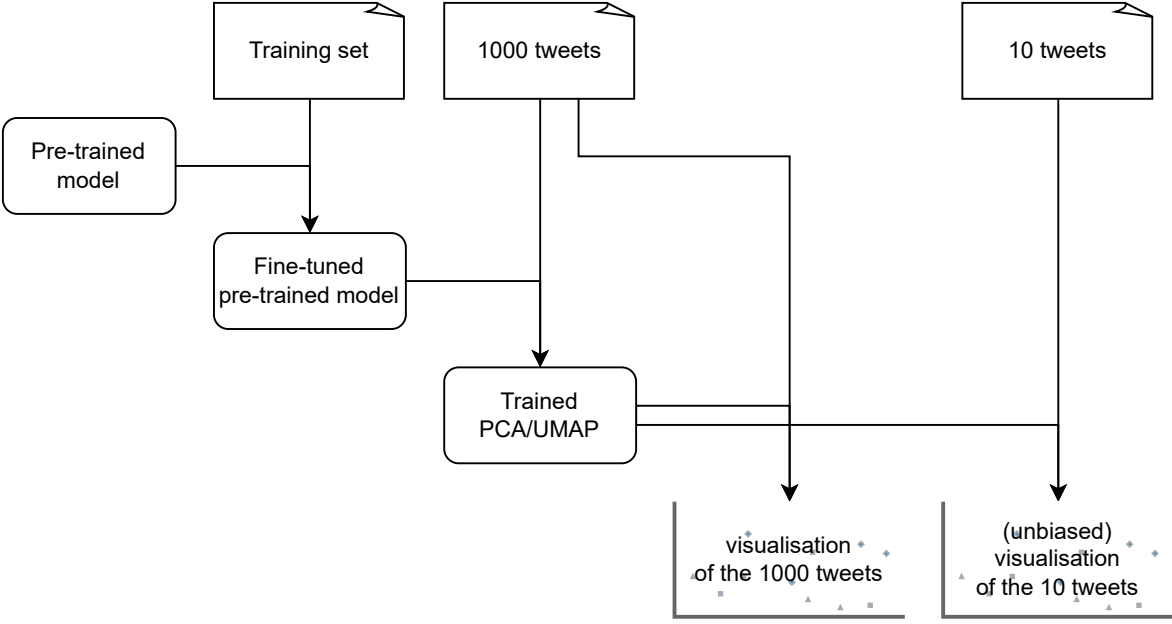 Training set
1000 tweets
10 tweets
Pre-trained
model
Fine-tuned
pre-trained model
Trained
PCA/UMAP
visualisation
of the 1000 tweets
(unbiased)
visualisation
of the 10 tweets